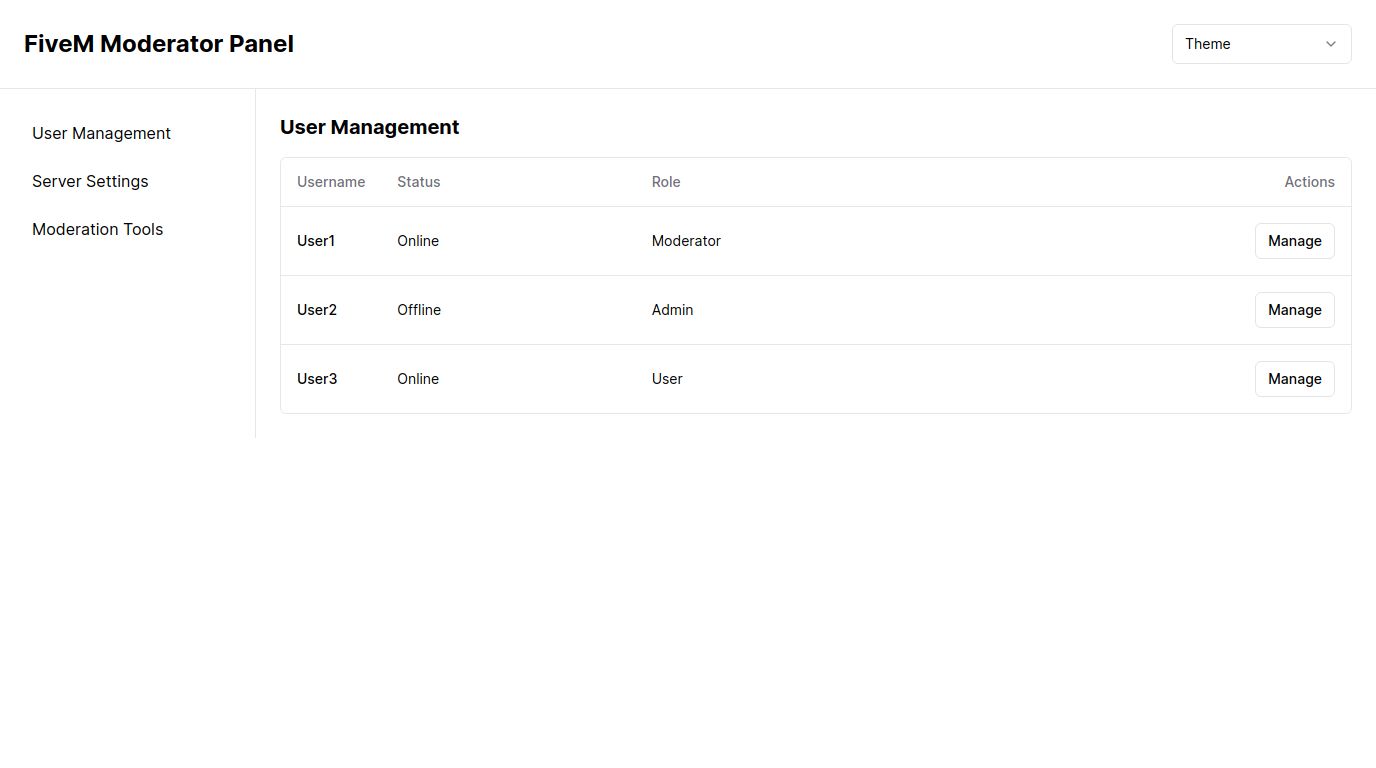 FiveM Moderator Panel
Theme
User Management
Server Settings
Moderation Tools
User Management
Username Status Role Actions
User1 Online Moderator Manage
User2 Offline Admin Manage
User3 Online User Manage